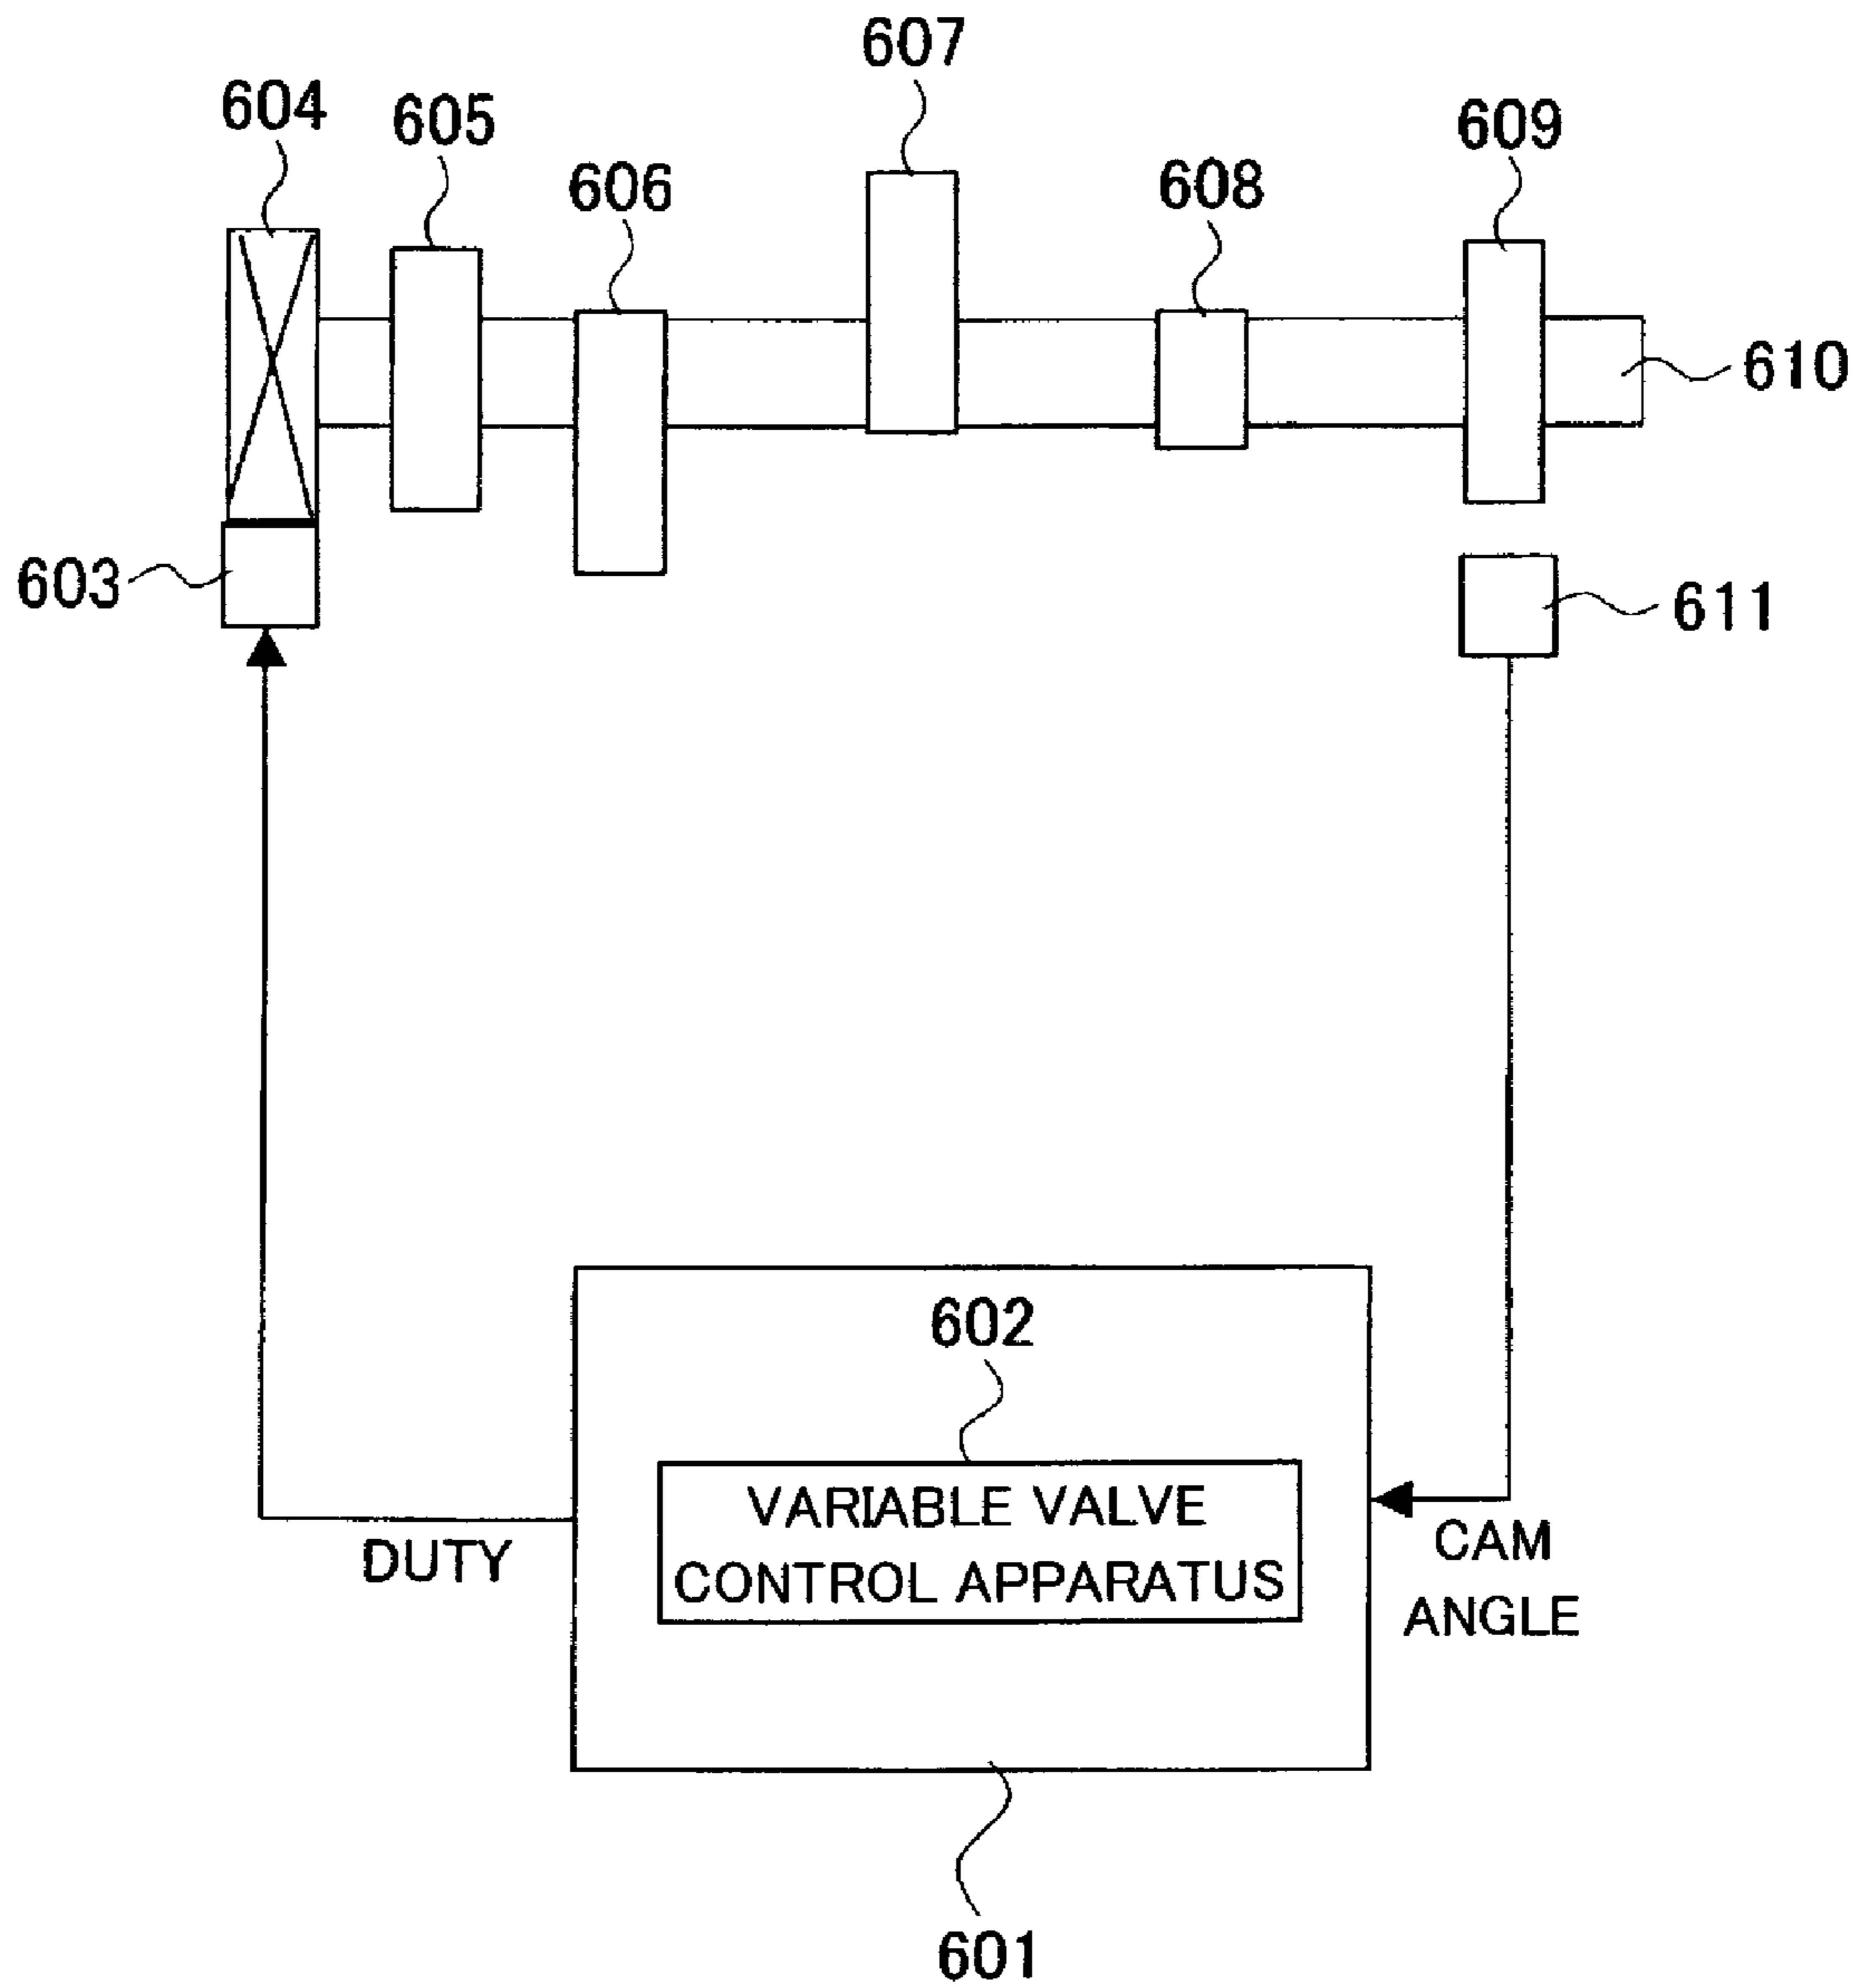 607
604
605
609
606
608
610
603
611
602
VARIABLE VALVE
CONTROL APPARATUS
DUTY
CAM
ANGLE
601